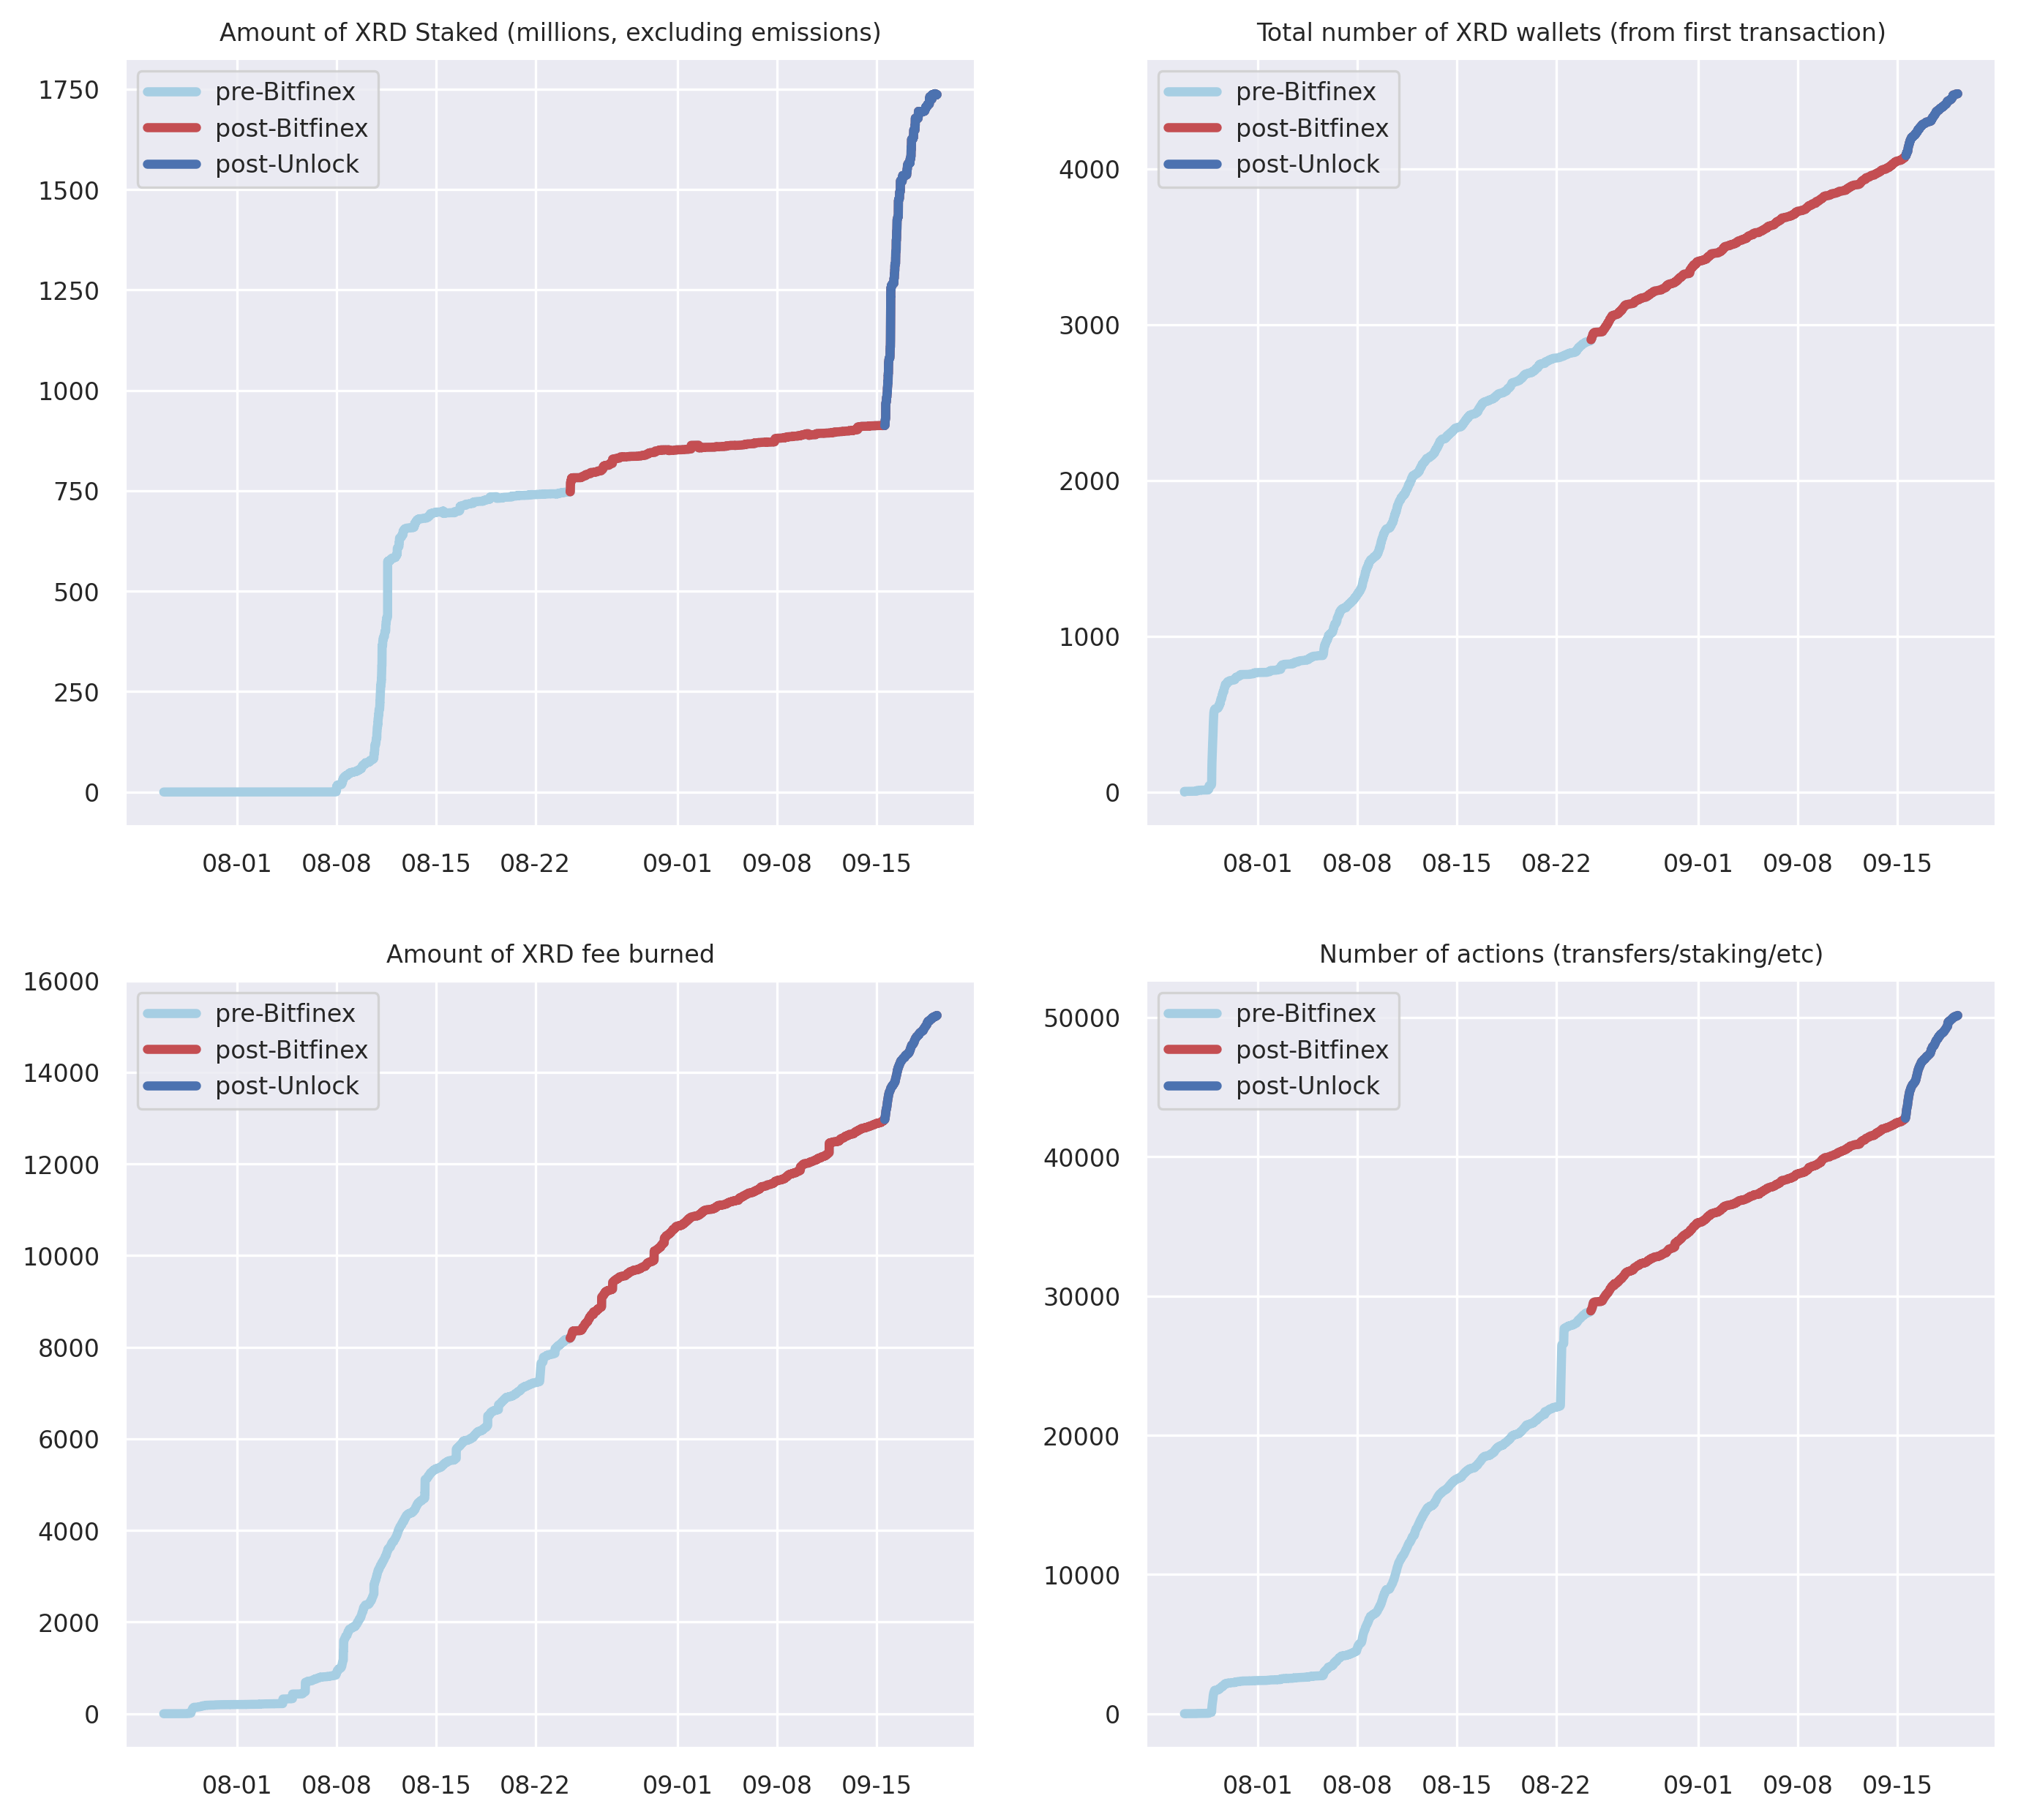 Amount of XRD Staked (millions, excluding emissions)
pre-Bitfinex
post-Bitfinex
post-Unlock
1750
1500
1250
1000
750
500
250
0
08-01 08-08 08-15 08-22 09-01 09-08 09-15
Total number of XRD wallets (from first transaction)
pre-Bitfinex
post-Bitfinex
post-Unlock
4000
3000
2000
1000
0
08-01 08-08 08-15 08-22 09-01 09-08 09-15
Amount of XRD fee burned
pre-Bitfinex
post-Bitfinex
post-Unlock
16000
14000
12000
10000
8000
6000
4000
2000
0
08-01 08-08 08-15 08-22 09-01 09-08 09-15
Number of actions (transfers/staking/etc)
pre-Bitfinex
post-Bitfinex
post-Unlock
50000
40000
30000
20000
10000
0
08-01 08-08 08-15 08-22 09-01 09-08 09-15